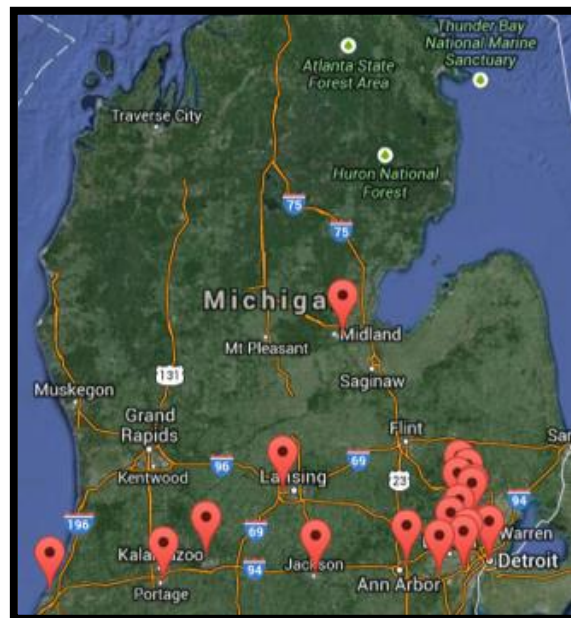 Thunder Bay
National Marine
Sanctuary
Atlanta State
Forest Area
Traverse City
Huron National
Forest
75
75
Michiga
Midland
Mt Pleasant
131
Saginaw
Muskegon
Grand
Rapids
Flint
Kentwood
96
69
Lansing
23
94
196
69
Warren
Kalamazoo
94
Jackson
Detroit
Ann Arbor
Portage